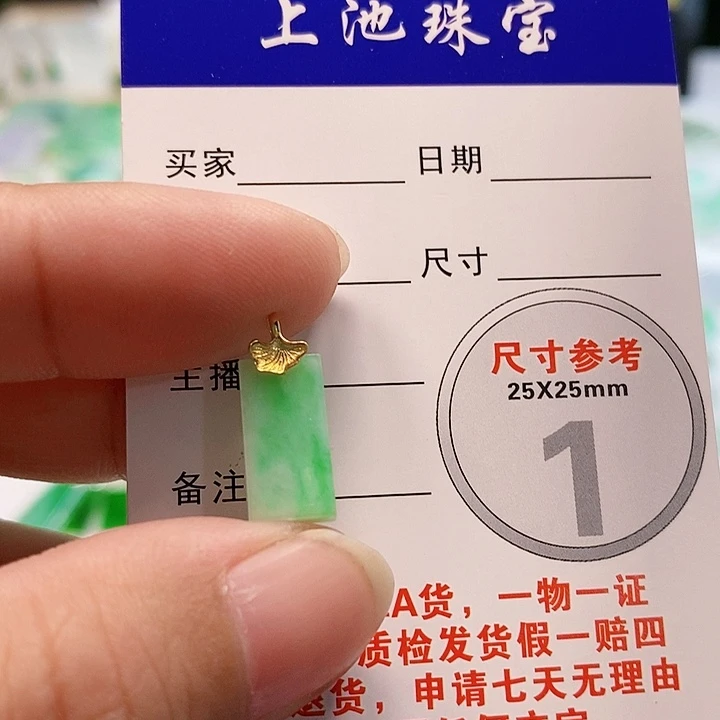 上池珠宝
买家 日期
尺寸
主播
备注
尺寸参考
25X25mm
1
A货，一物一证
质检发货假一赔四
退货，申请七天无理由